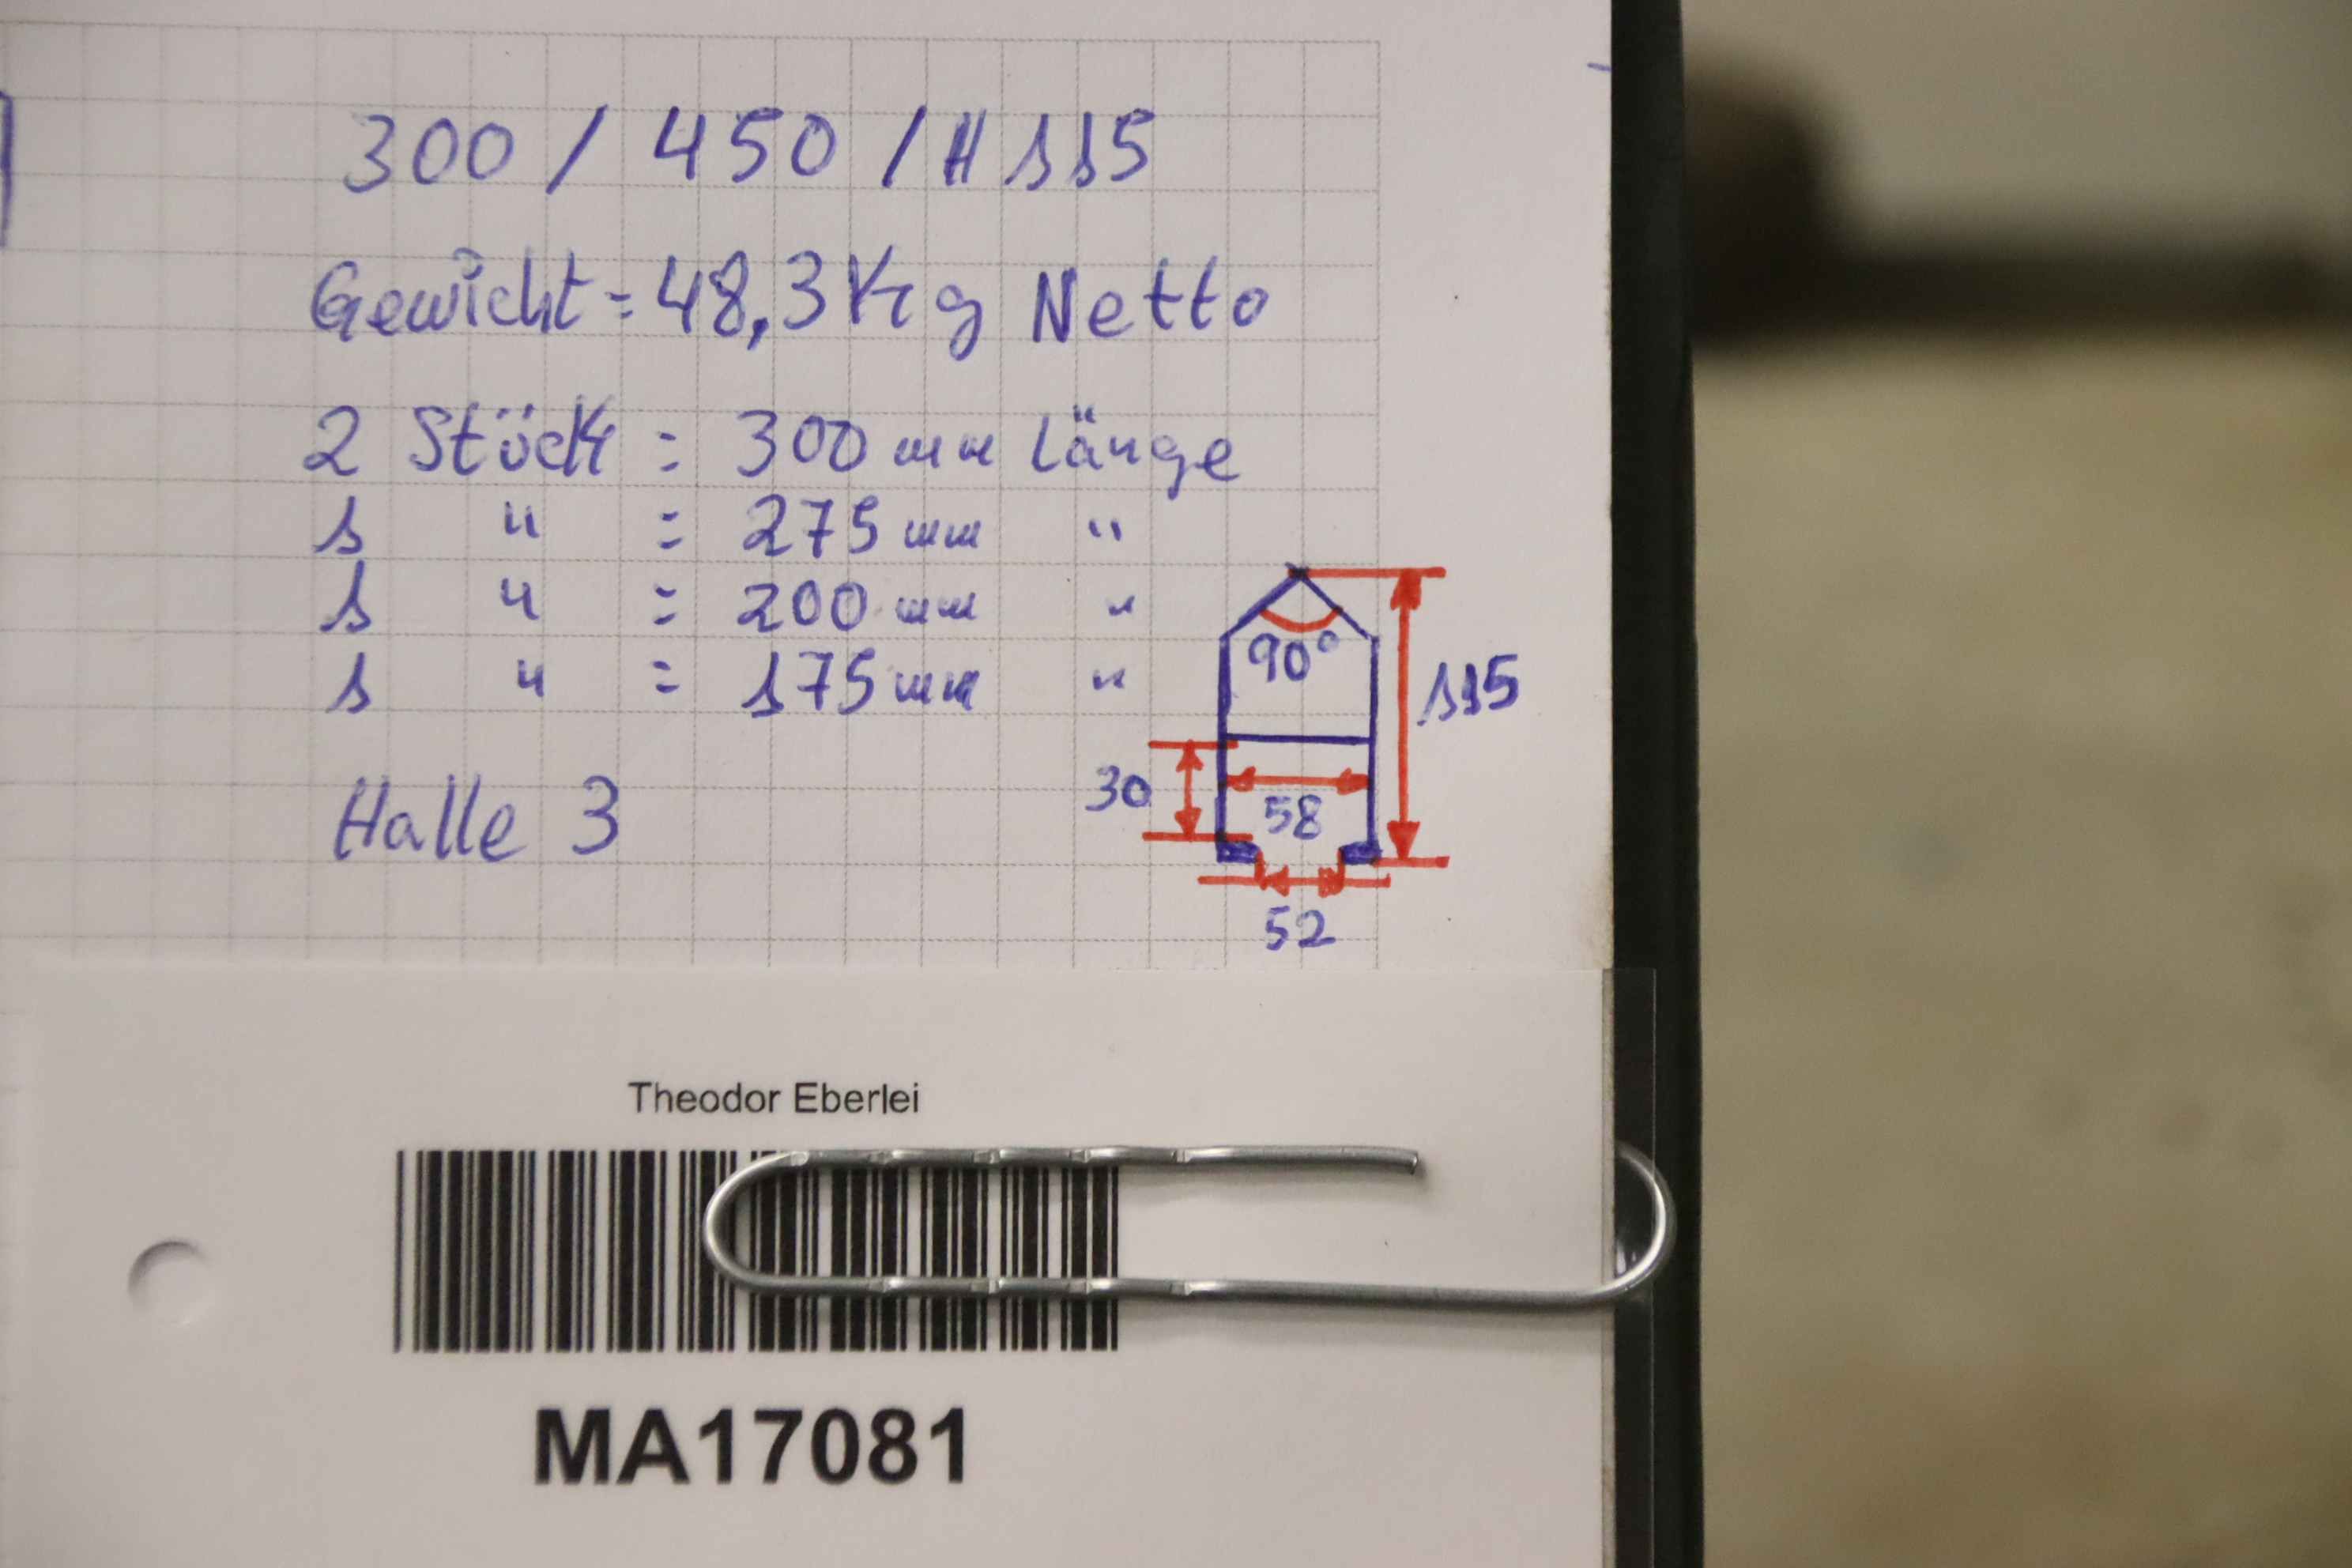 300 / 450 / H 115
Gewicht = 48,3 Kg Netto
2 Stück = 300 mm Länge
1 " = 275 mm "
1 " = 200 mm "
1 " = 175 mm "
90°
115
30
58
Halle 3
52
Theodor Eberlei
MA17081